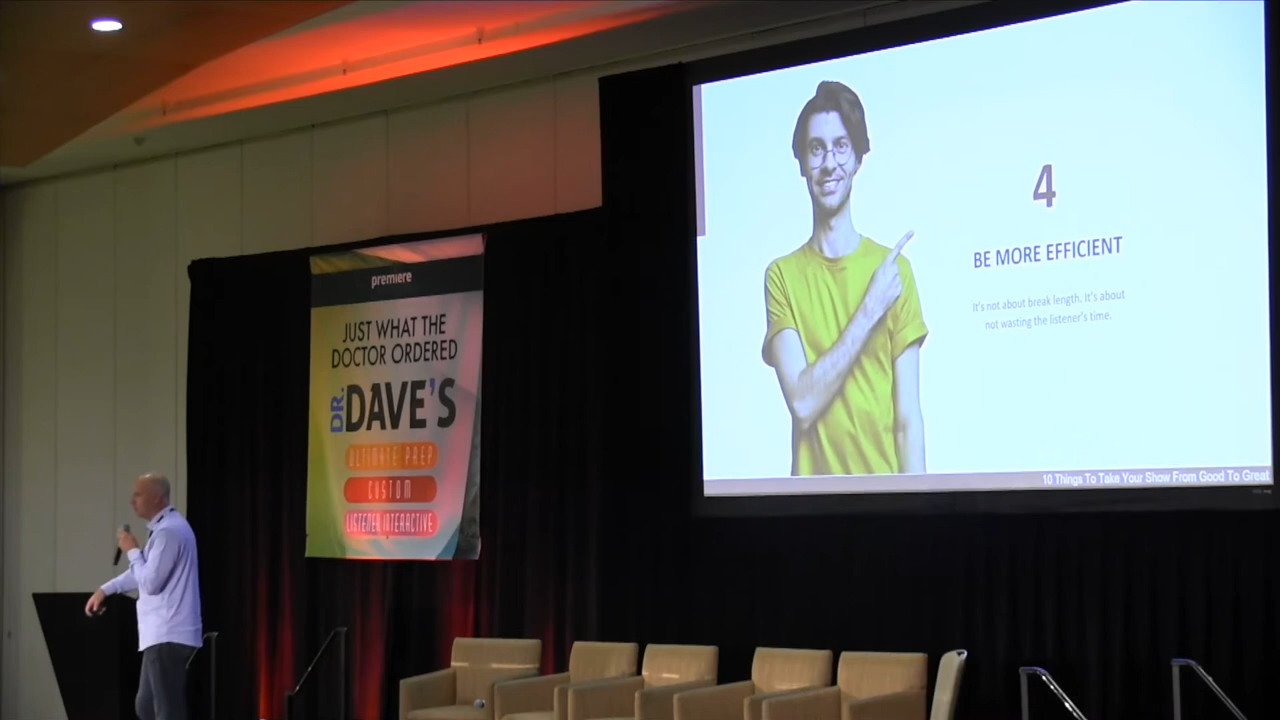 premiere
JUST WHAT THE
DOCTOR ORDERED
DR. DAVE'S
ULTIMATE PREP
CUSTOM
LISTENER INTERACTIVE
4
BE MORE EFFICIENT
It's not about break length. It's about
not wasting the listener's time.
10 Things To Take Your Show From Good To Great